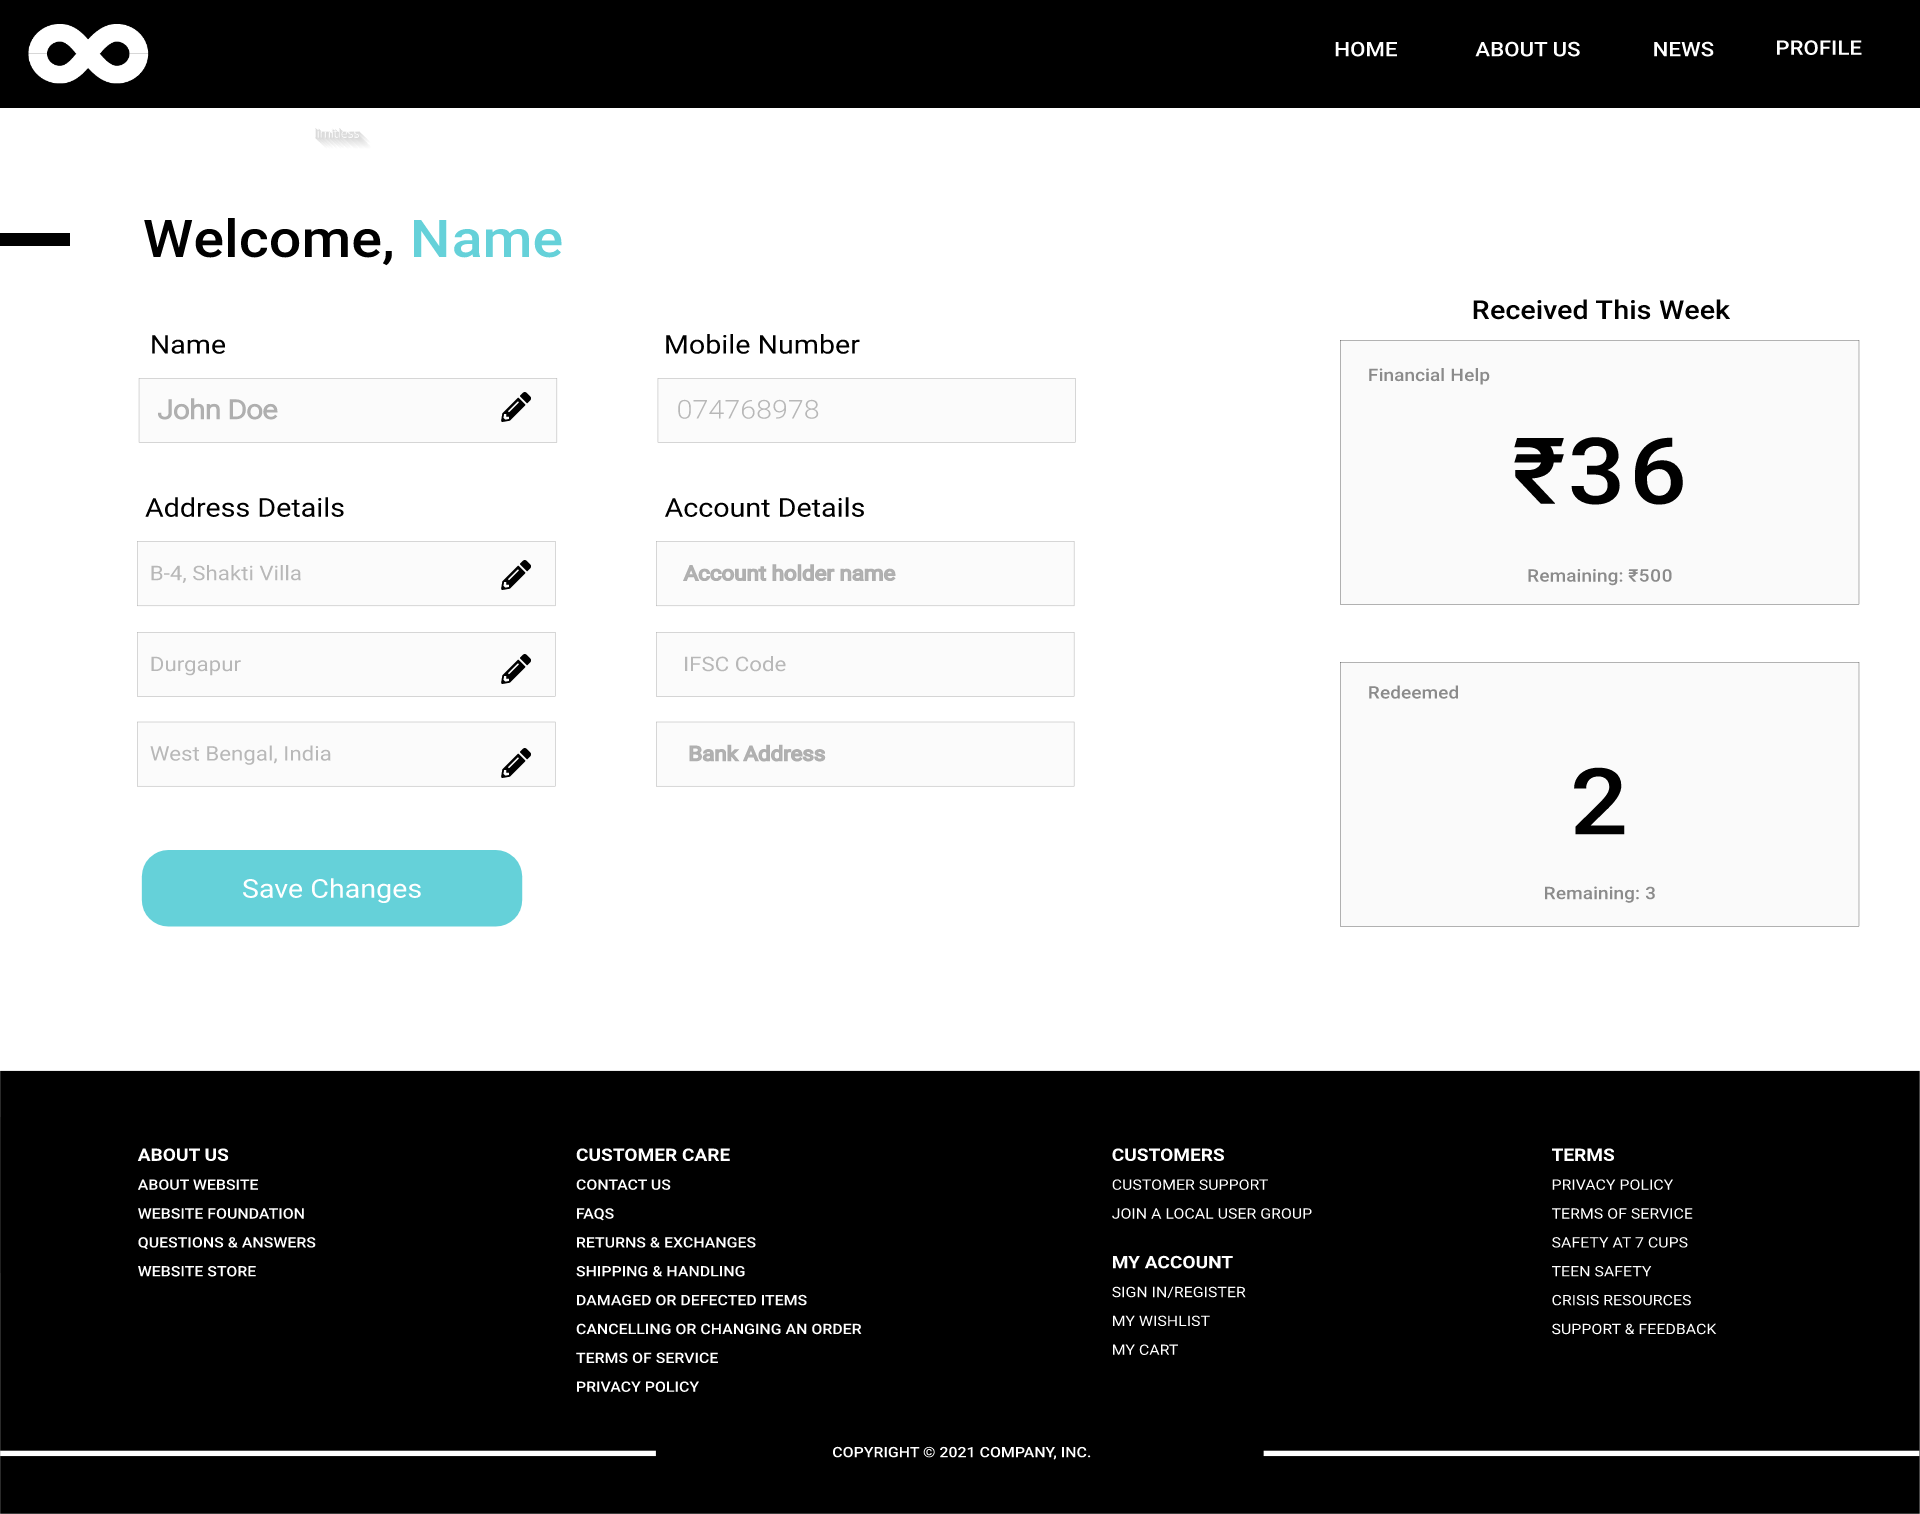 HOME
ABOUT US
NEWS
PROFILE
limitless
Welcome, Name
Name
John Doe
Mobile Number
074768978
Address Details
B-4, Shakti Villa
Durgapur
West Bengal, India
Account Details
Account holder name
IFSC Code
Bank Address
Save Changes
Received This Week
Financial Help
₹36
Remaining: ₹500
Redeemed
2
Remaining: 3
ABOUT US
ABOUT WEBSITE
WEBSITE FOUNDATION
QUESTIONS & ANSWERS
WEBSITE STORE
CUSTOMER CARE
CONTACT US
FAQS
RETURNS & EXCHANGES
SHIPPING & HANDLING
DAMAGED OR DEFECTED ITEMS
CANCELLING OR CHANGING AN ORDER
TERMS OF SERVICE
PRIVACY POLICY
CUSTOMERS
CUSTOMER SUPPORT
JOIN A LOCAL USER GROUP
MY ACCOUNT
SIGN IN/REGISTER
MY WISHLIST
MY CART
TERMS
PRIVACY POLICY
TERMS OF SERVICE
SAFETY AT 7 CUPS
TEEN SAFETY
CRISIS RESOURCES
SUPPORT & FEEDBACK
COPYRIGHT © 2021 COMPANY, INC.